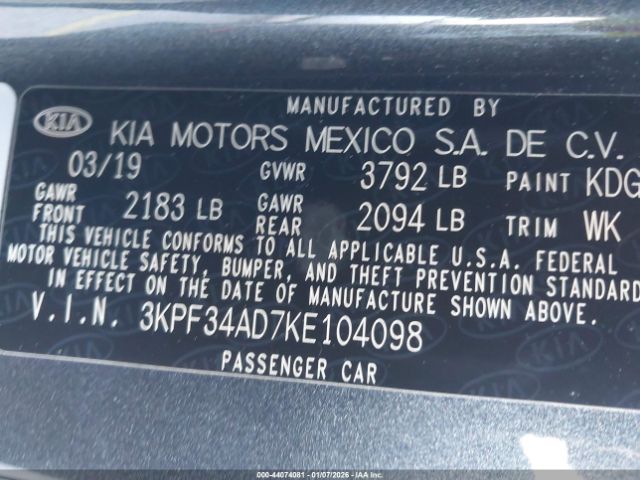 MANUFACTURED BY
KIA KIA MOTORS MEXICO S.A. DE C.V.
03/19 GVWR 3792 LB PAINT KDG
GAWR FRONT 2183 LB GAWR REAR 2094 LB TRIM WK
THIS VEHICLE CONFORMS TO ALL APPLICABLE U.S.A. FEDERAL
MOTOR VEHICLE SAFETY, BUMPER, AND THEFT PREVENTION STANDARD
IN EFFECT ON THE DATE OF MANUFACTURE SHOWN ABOVE.
V.I.N. 3KPF34AD7KE104098
PASSENGER CAR
© IAA - 44074081 - 01/07/2026 - IAAI.COM